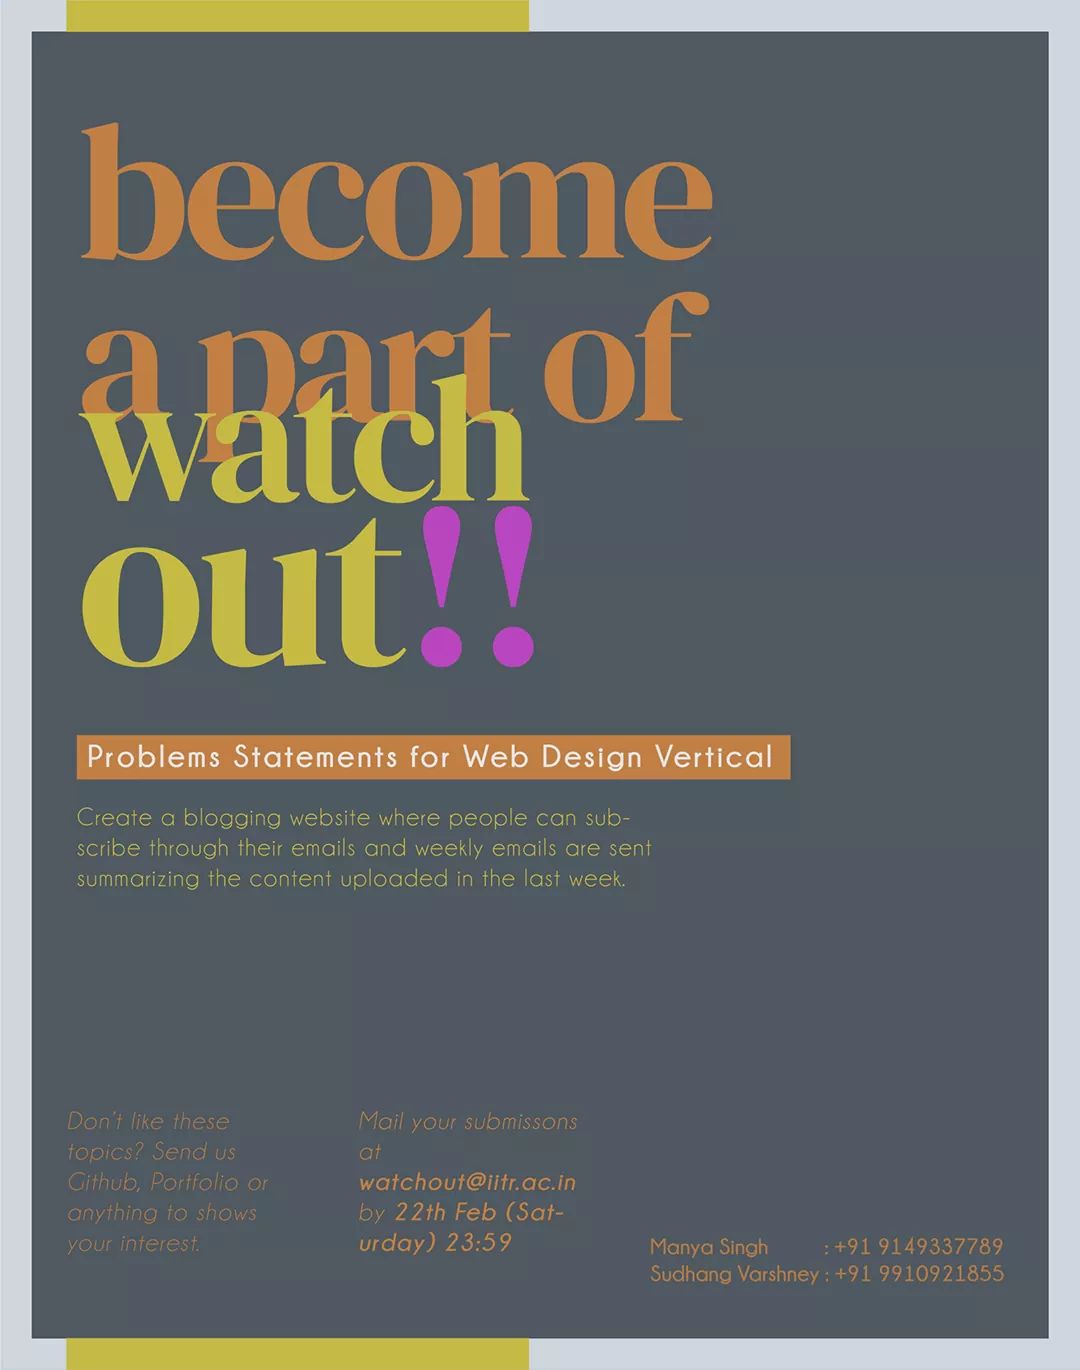 become
a part of
watch
out!!
Problems Statements for Web Design Vertical
Create a blogging website where people can sub-
scribe through their emails and weekly emails are sent
summarizing the content uploaded in the last week.
Don't like these
topics? Send us
Github, Portfolio or
anything to shows
your interest.
Mail your submissons
at
watchout@iitr.ac.in
by 22th Feb (Sat-
urday) 23:59
Manya Singh : +91 9149337789
Sudhang Varshney : +91 9910921855